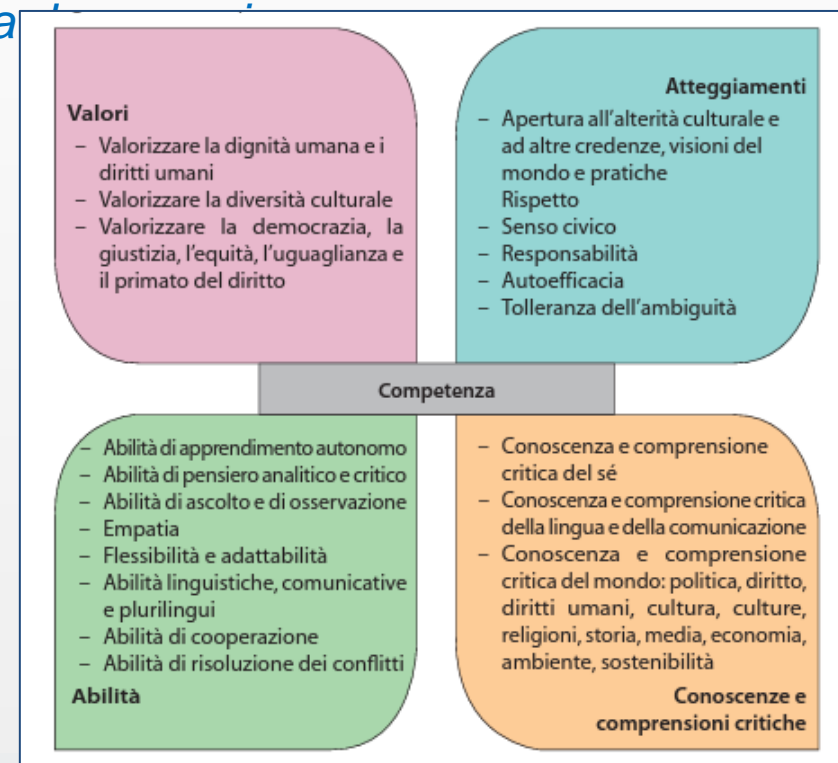 a
Valori
– Valorizzare la dignità umana e i
diritti umani
– Valorizzare la diversità culturale
– Valorizzare la democrazia, la
giustizia, l'equità, l'uguaglianza e
il primato del diritto
Atteggiamenti
– Apertura all'alterità culturale e
ad altre credenze, visioni del
mondo e pratiche
Rispetto
– Senso civico
– Responsabilità
– Autoefficacia
– Tolleranza dell'ambiguità
Competenza
– Abilità di apprendimento autonomo
– Abilità di pensiero analitico e critico
– Abilità di ascolto e di osservazione
– Empatia
– Flessibilità e adattabilità
– Abilità linguistiche, comunicative
e plurilingui
– Abilità di cooperazione
– Abilità di risoluzione dei conflitti
Abilità
– Conoscenza e comprensione
critica del sé
– Conoscenza e comprensione critica
della lingua e della comunicazione
– Conoscenza e comprensione
critica del mondo: politica, diritto,
diritti umani, cultura, culture,
religioni, storia, media, economia,
ambiente, sostenibilità
Conoscenze e
comprensioni critiche